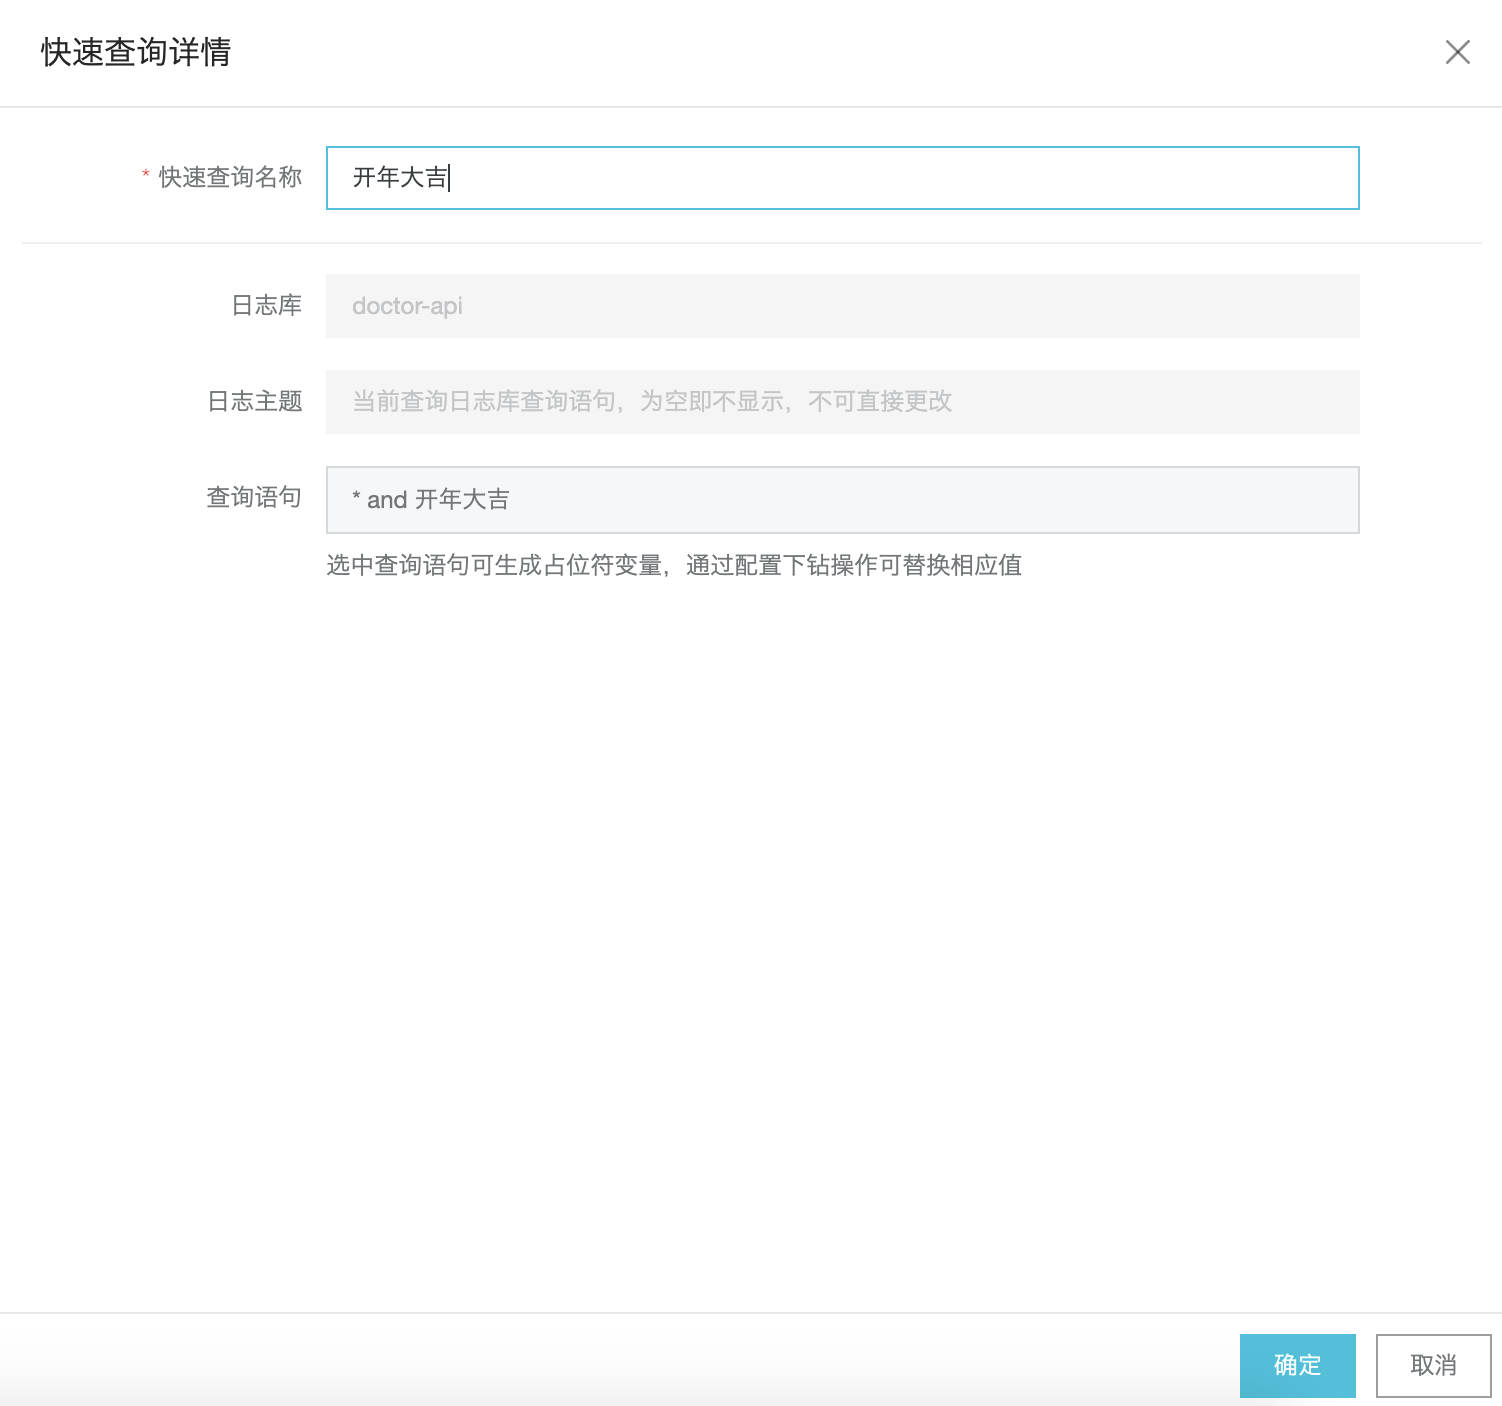 快速查询详情
* 快速查询名称 开年大吉
日志库 doctor-api
日志主题 当前查询日志库查询语句，为空即不显示，不可直接更改
查询语句 * and 开年大吉
选中查询语句可生成占位符变量，通过配置下钻操作可替换相应值
确定 取消